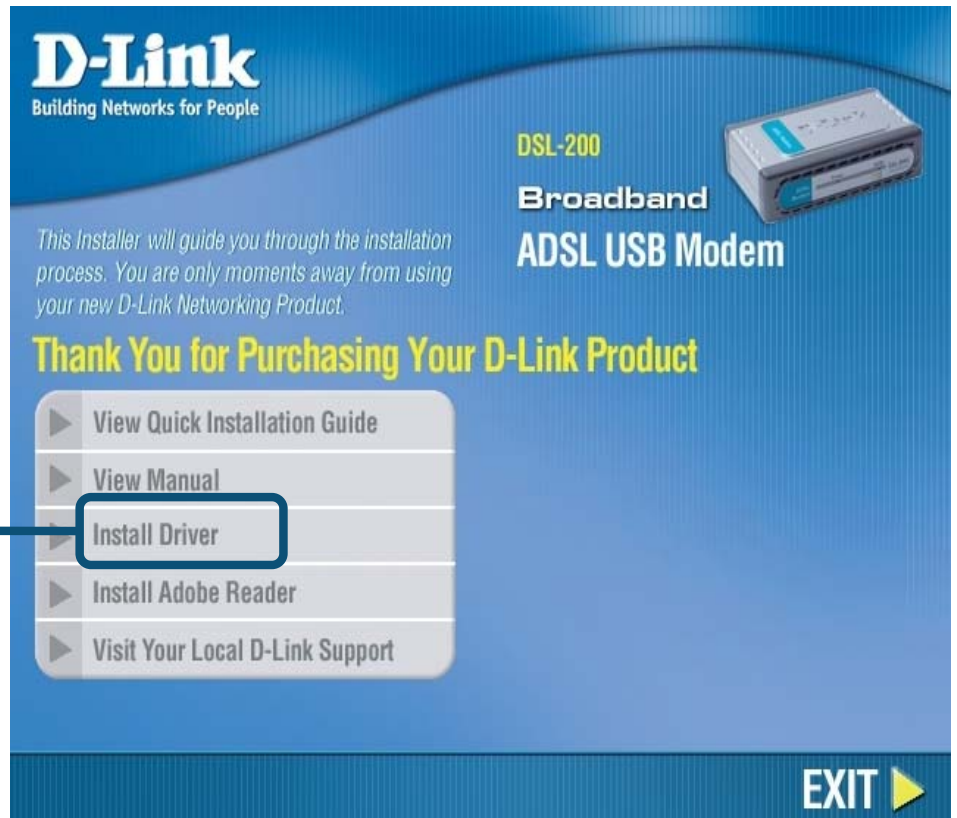 D-Link
Building Networks for People
DSL-200
Broadband
ADSL USB Modem
This Installer will guide you through the installation
process. You are only moments away from using
your new D-Link Networking Product.
Thank You for Purchasing Your D-Link Product
View Quick Installation Guide
View Manual
Install Driver
Install Adobe Reader
Visit Your Local D-Link Support
EXIT